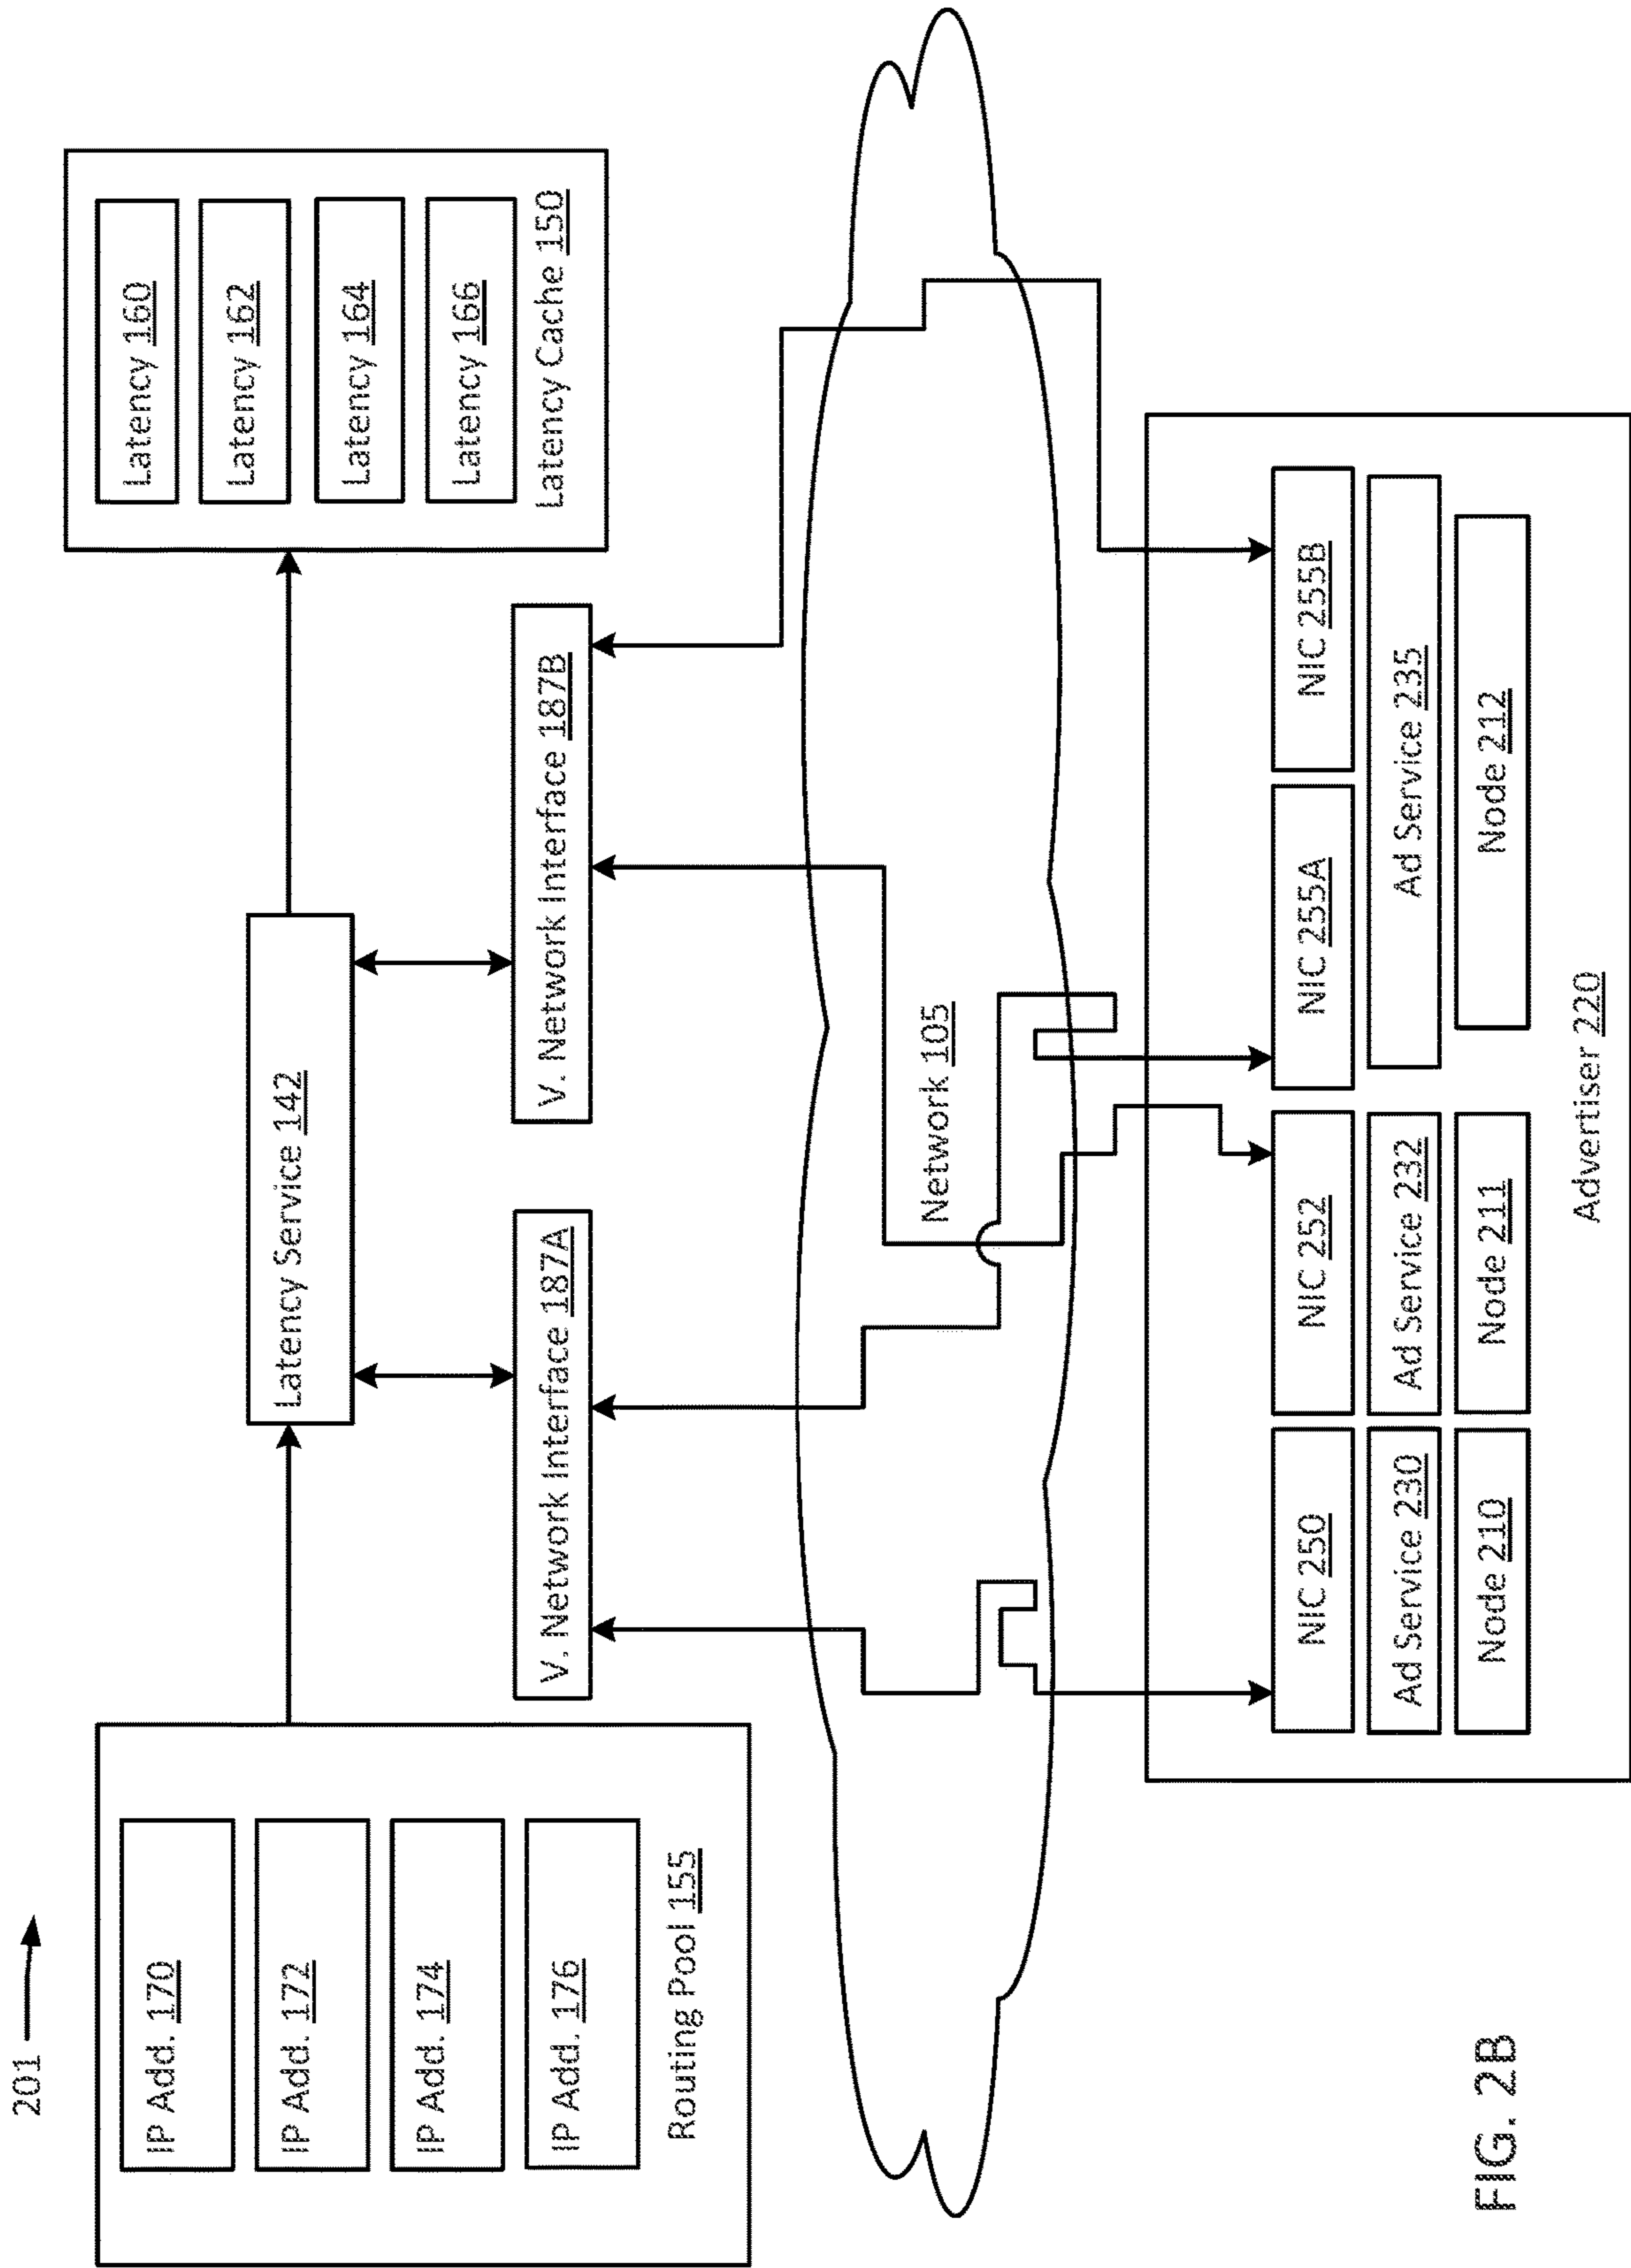 201
IP Add. 170
IP Add. 172
IP Add. 174
IP Add. 176
Routing Pool 155
Latency Service 142
Latency 160
Latency 162
Latency 164
Latency 166
Latency Cache 150
V. Network Interface 187A
V. Network Interface 187B
Network 105
NIC 250
NIC 252
NIC 255A
NIC 255B
Ad Service 230
Ad Service 232
Ad Service 235
Node 210
Node 211
Node 212
Advertiser 220
FIG. 2B